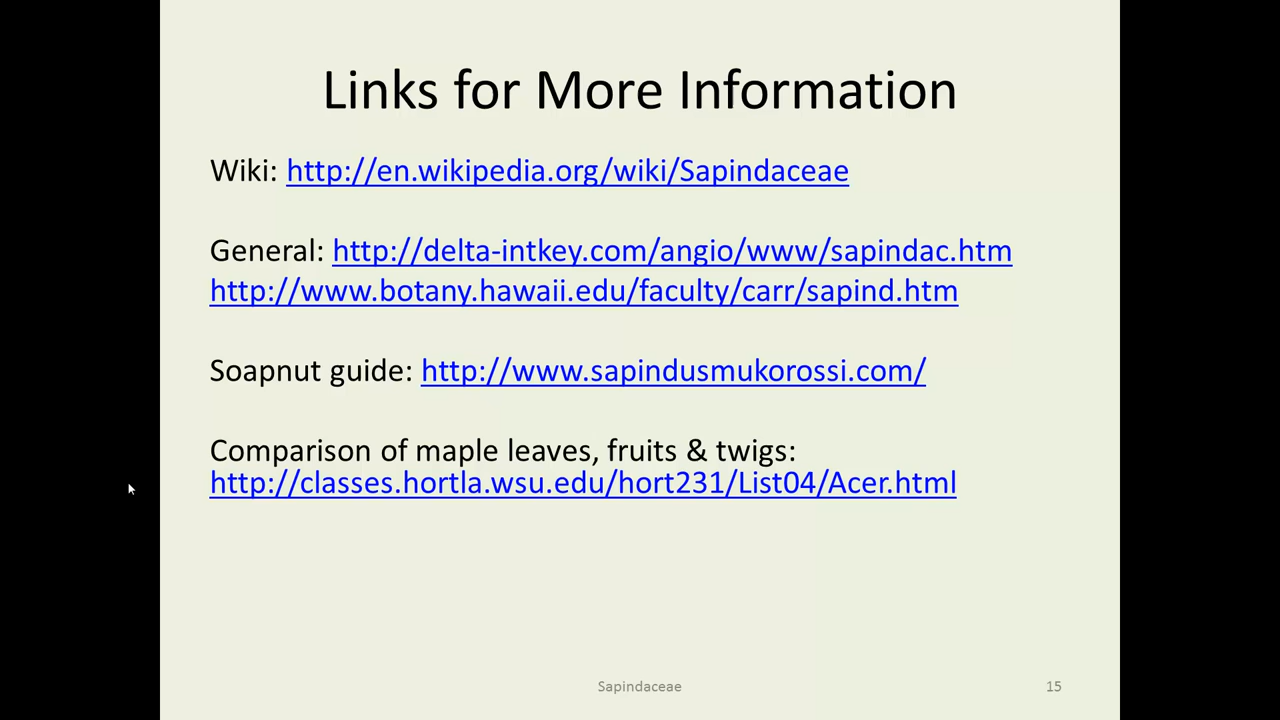 Links for More Information
Wiki: http://en.wikipedia.org/wiki/Sapindaceae
General: http://delta-intkey.com/angio/www/sapindac.htm
http://www.botany.hawaii.edu/faculty/carr/sapind.htm
Soapnut guide: http://www.sapindusmukorossi.com/
Comparison of maple leaves, fruits & twigs:
http://classes.hortla.wsu.edu/hort231/List04/Acer.html
Sapindaceae
15